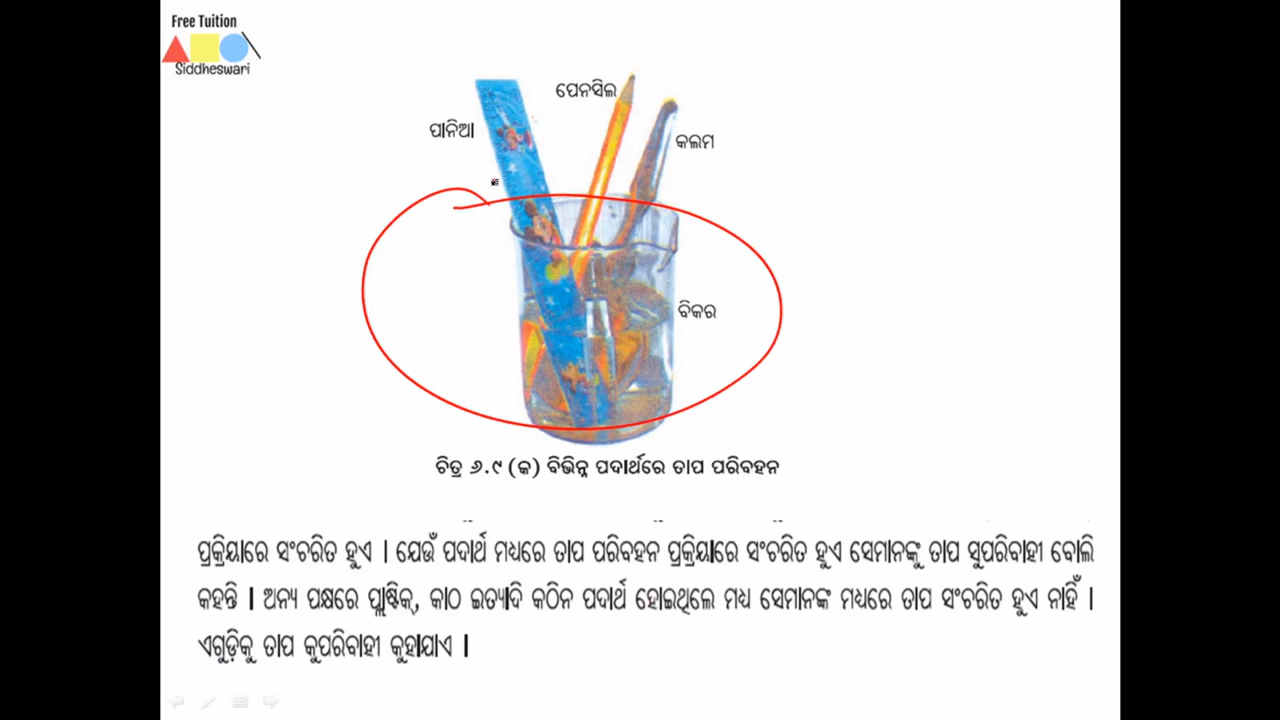 Free Tuition
Siddheswari
ପେନସିଲ
ପାନିଆ
କଲମ
ବିକର
ଚିତ୍ର ୬.୯ (କ) ବିଭିନ୍ନ ପଦାର୍ଥରେ ତାପ ପରିବହନ
ପ୍ରକ୍ରିୟାରେ ସଂଚରିତ ହୁଏ । ଯେଉଁ ପଦାର୍ଥ ମଧ୍ୟରେ ତାପ ପରିବହନ ପ୍ରକ୍ରିୟାରେ ସଂଚରିତ ହୁଏ ସେମାନଙ୍କୁ ତାପ ସୁପରିବାହୀ ବୋଲି
କହନ୍ତି । ଅନ୍ୟ ପକ୍ଷରେ ପ୍ଲାଷ୍ଟିକ୍, କାଠ ଇତ୍ୟାଦି କଠିନ ପଦାର୍ଥ ହୋଇଥିଲେ ମଧ୍ୟ ସେମାନଙ୍କ ମଧ୍ୟରେ ତାପ ସଂଚରିତ ହୁଏ ନାହିଁ ।
ଏଗୁଡ଼ିକୁ ତାପ କୁପରିବାହୀ କୁହାଯାଏ ।